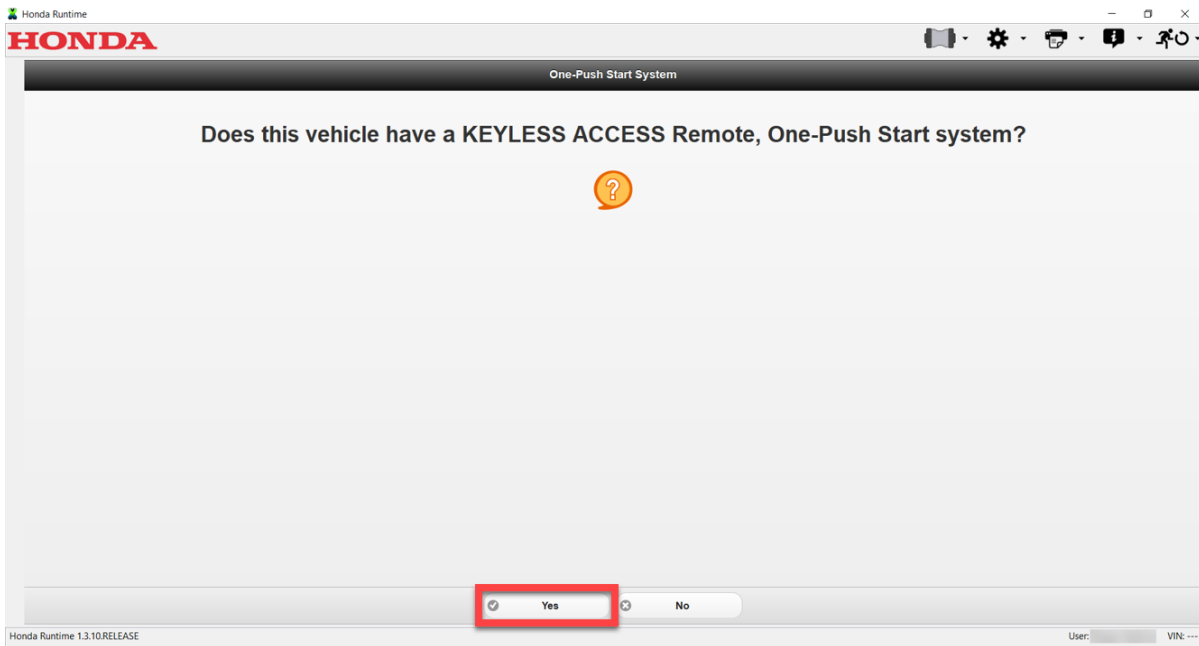 Honda Runtime
HONDA
One-Push Start System
Does this vehicle have a KEYLESS ACCESS Remote, One-Push Start system?
?
Yes No
Honda Runtime 1.3.10.RELEASE User: VIN: ---